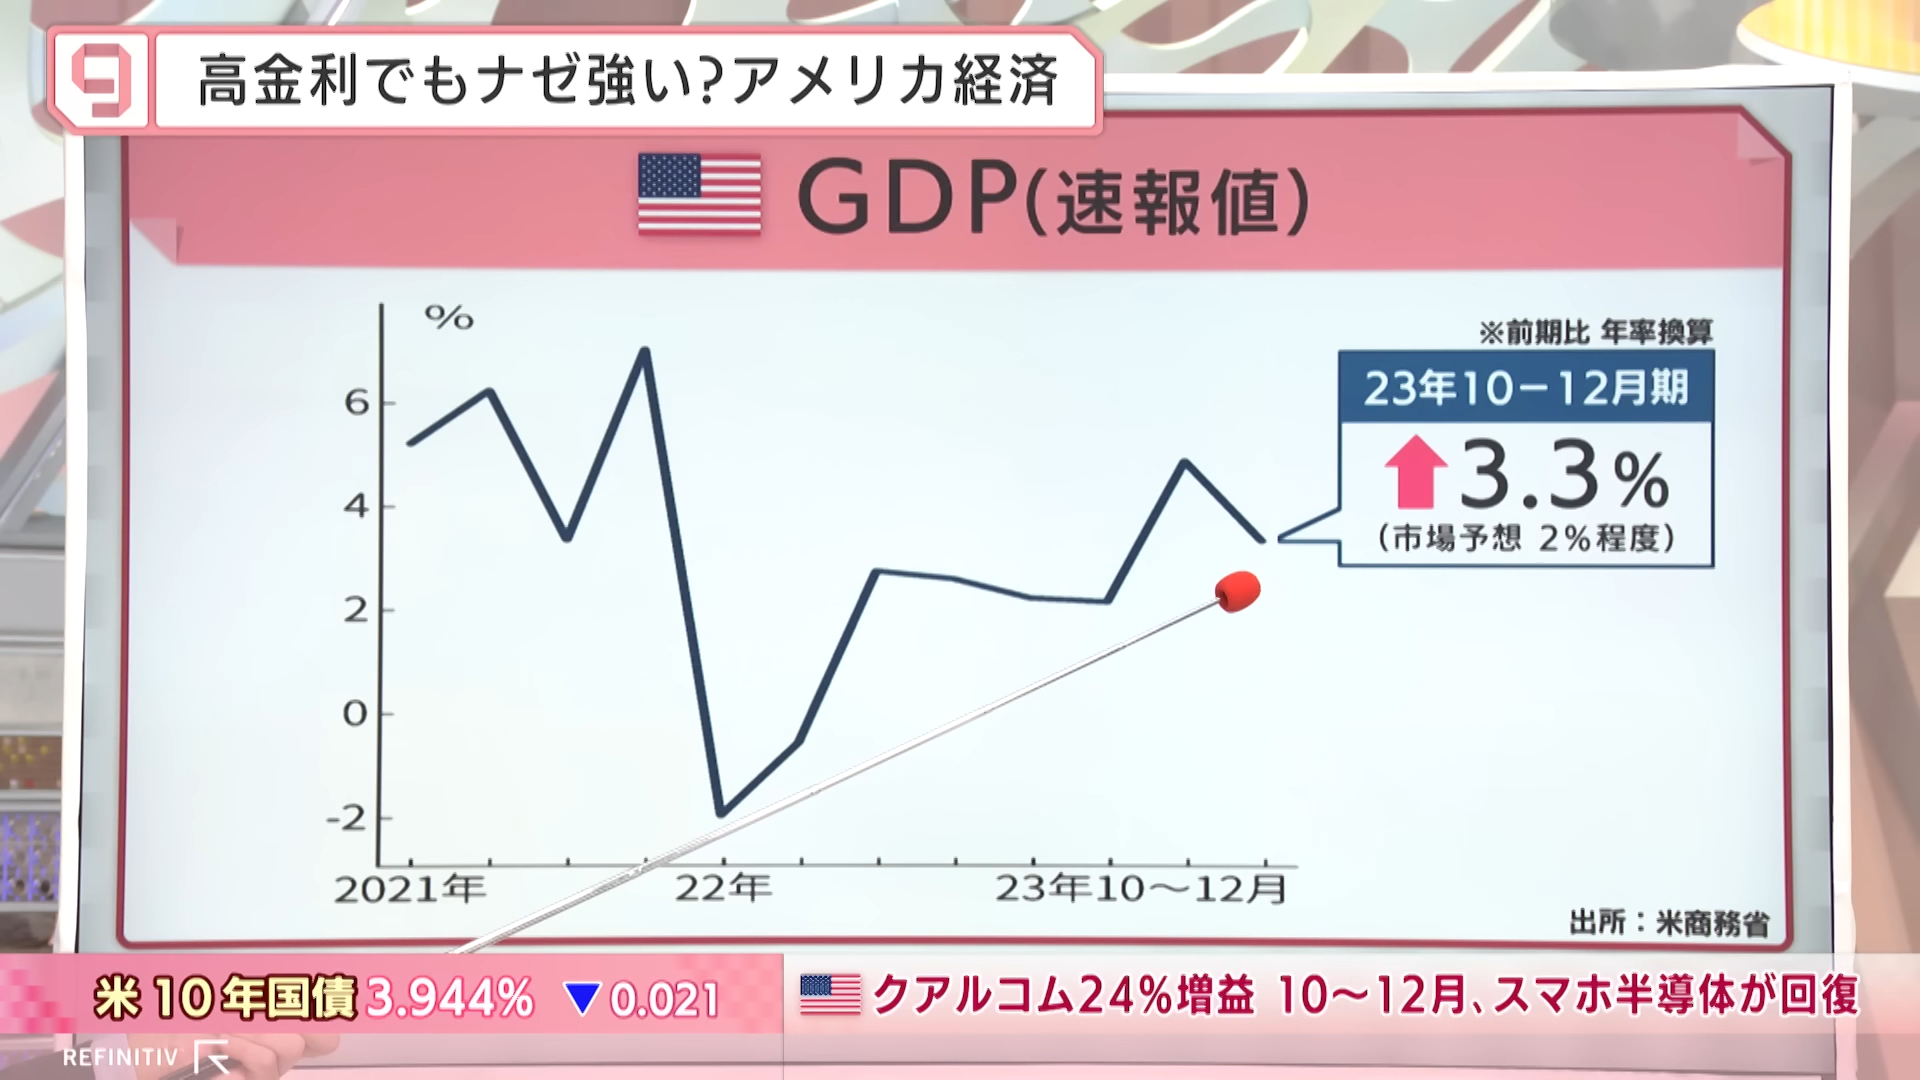 高金利でもナゼ強い?アメリカ経済
GDP(速報値)
%
6
4
2
0
-2
2021年
22年
23年10～12月
※前期比 年率換算
23年10－12月期
3.3%
(市場予想 2%程度)
出所：米商務省
米10年国債 3.944% ▼0.021
クアルコム24%増益 10～12月、スマホ半導体が回復
REFINITIV